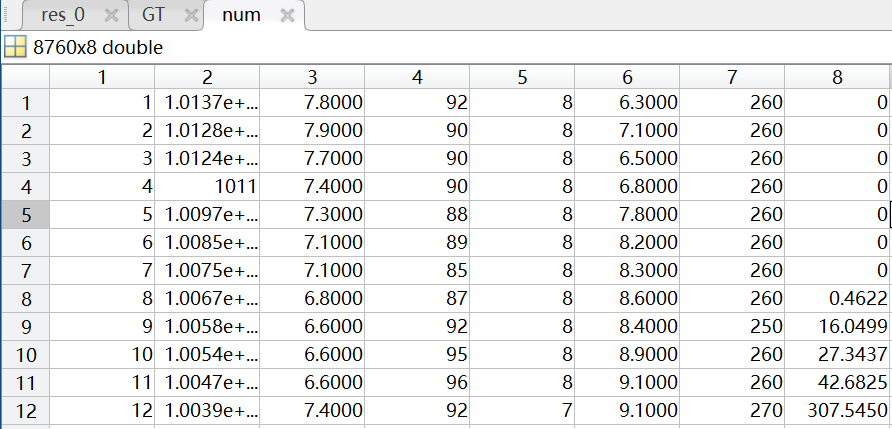 res_0 GT num
8760x8 double
1 2 3 4 5 6 7 8
1 1 1.0137e+... 7.8000 92 8 6.3000 260 0
2 2 1.0128e+... 7.9000 90 8 7.1000 260 0
3 3 1.0124e+... 7.7000 90 8 6.5000 260 0
4 4 1011 7.4000 90 8 6.8000 260 0
5 5 1.0097e+... 7.3000 88 8 7.8000 260 0
6 6 1.0085e+... 7.1000 89 8 8.2000 260 0
7 7 1.0075e+... 7.1000 85 8 8.3000 260 0
8 8 1.0067e+... 6.8000 87 8 8.6000 260 0.4622
9 9 1.0058e+... 6.6000 92 8 8.4000 250 16.0499
10 10 1.0054e+... 6.6000 95 8 8.9000 260 27.3437
11 11 1.0047e+... 6.6000 96 8 9.1000 260 42.6825
12 12 1.0039e+... 7.4000 92 7 9.1000 270 307.5450